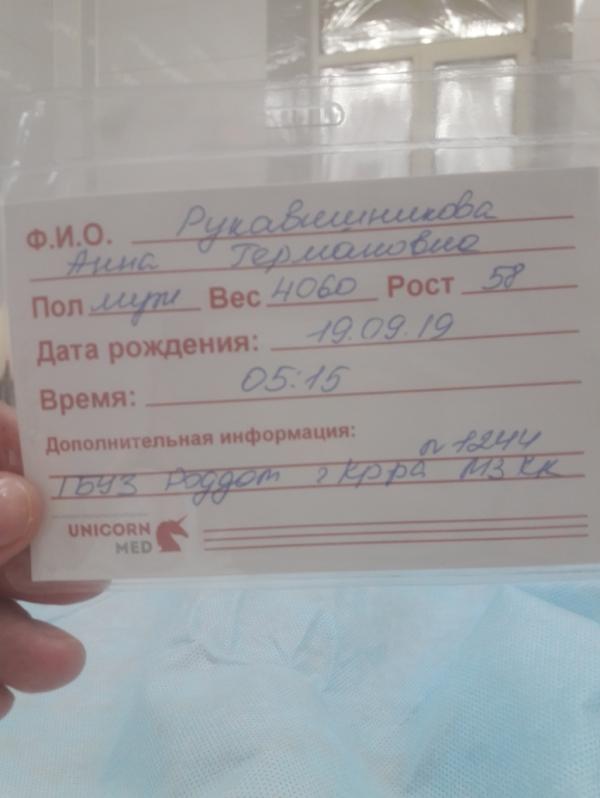 Ф.И.О. Рукавишникова
Анна Германовна
Пол муж Вес 4060 Рост 58
Дата рождения: 19.09.19
Время: 05:15
Дополнительная информация:
n 1244
ГБУЗ Роддом г Кр-ра МЗ КК
UNICORN
MED